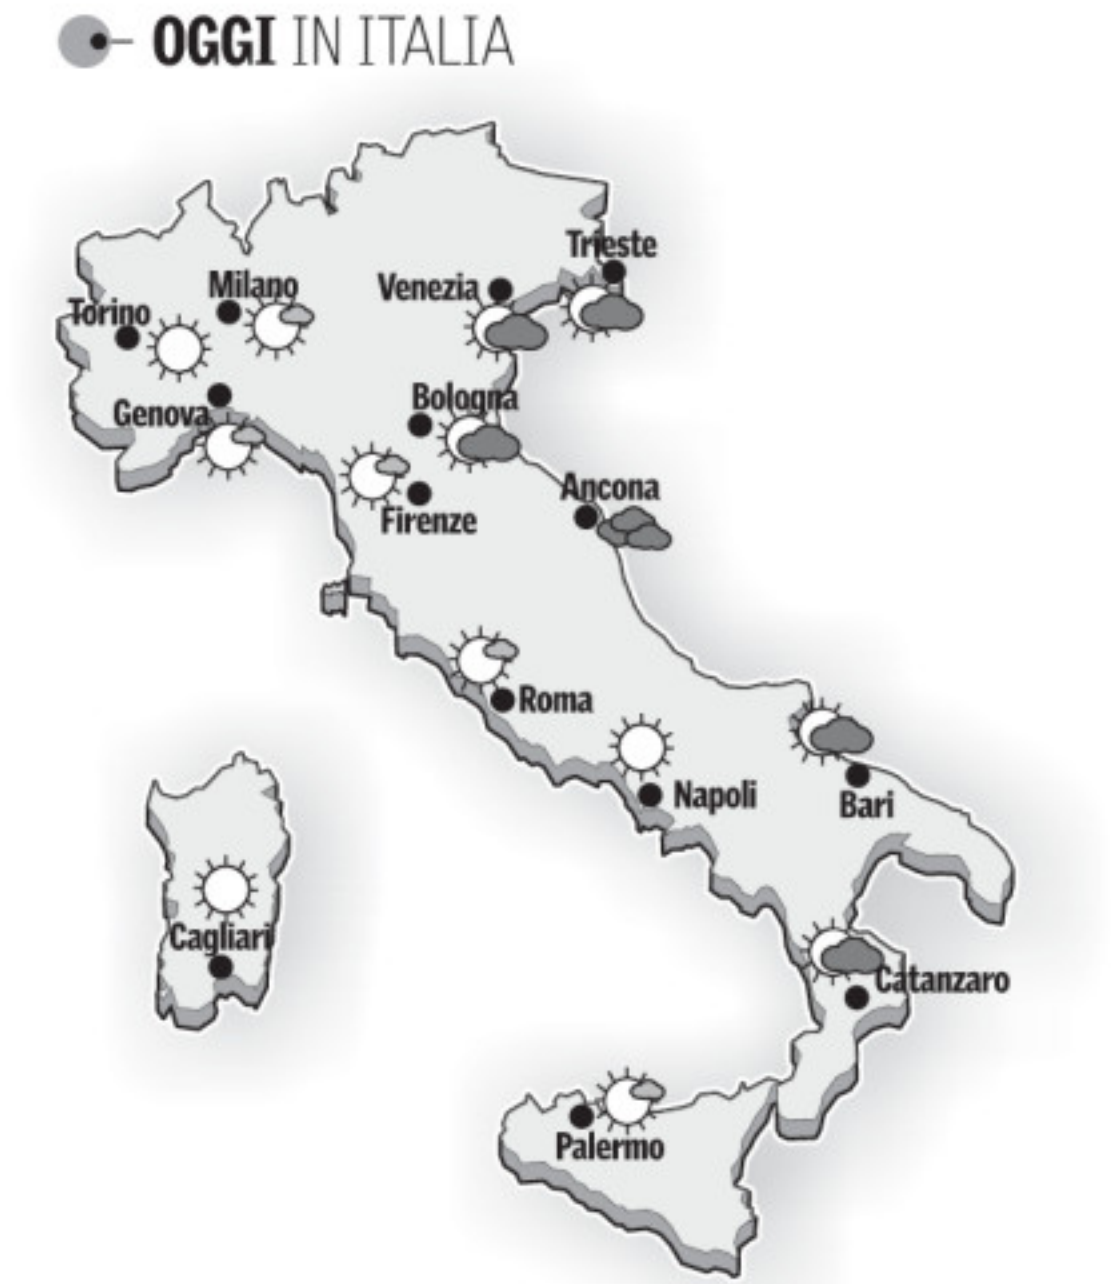 OGGI IN ITALIA
Trieste
Milano
Venezia
Torino
Bologna
Genova
Ancona
Firenze
Roma
Napoli
Bari
Cagliari
Catanzaro
Palermo